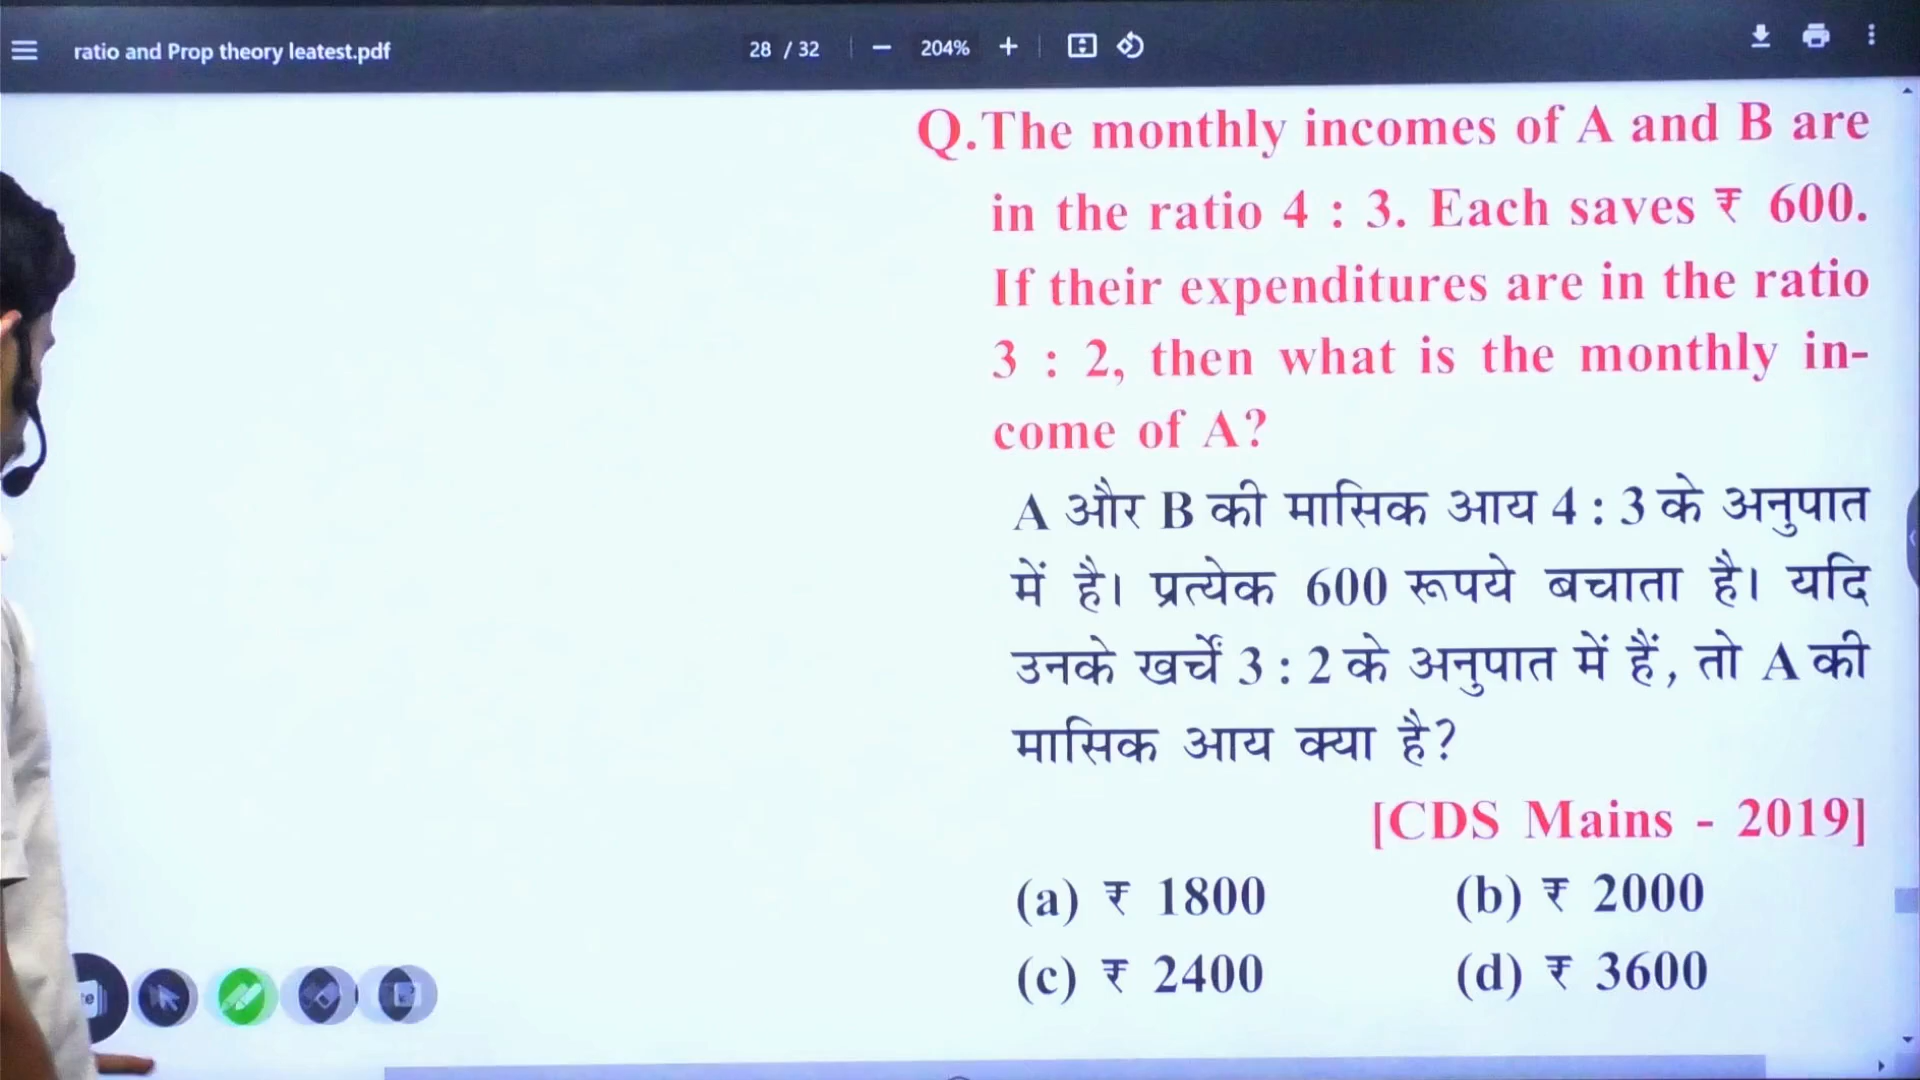 ratio and Prop theory leatest.pdf 28 / 32 204%
Q.The monthly incomes of A and B are
in the ratio 4 : 3. Each saves ₹ 600.
If their expenditures are in the ratio
3 : 2, then what is the monthly in-
come of A?
A और B की मासिक आय 4 : 3 के अनुपात
में है। प्रत्येक 600 रूपये बचाता है। यदि
उनके खर्चें 3 : 2 के अनुपात में हैं, तो A की
मासिक आय क्या है?
[CDS Mains - 2019]
(a) ₹ 1800 (b) ₹ 2000
(c) ₹ 2400 (d) ₹ 3600